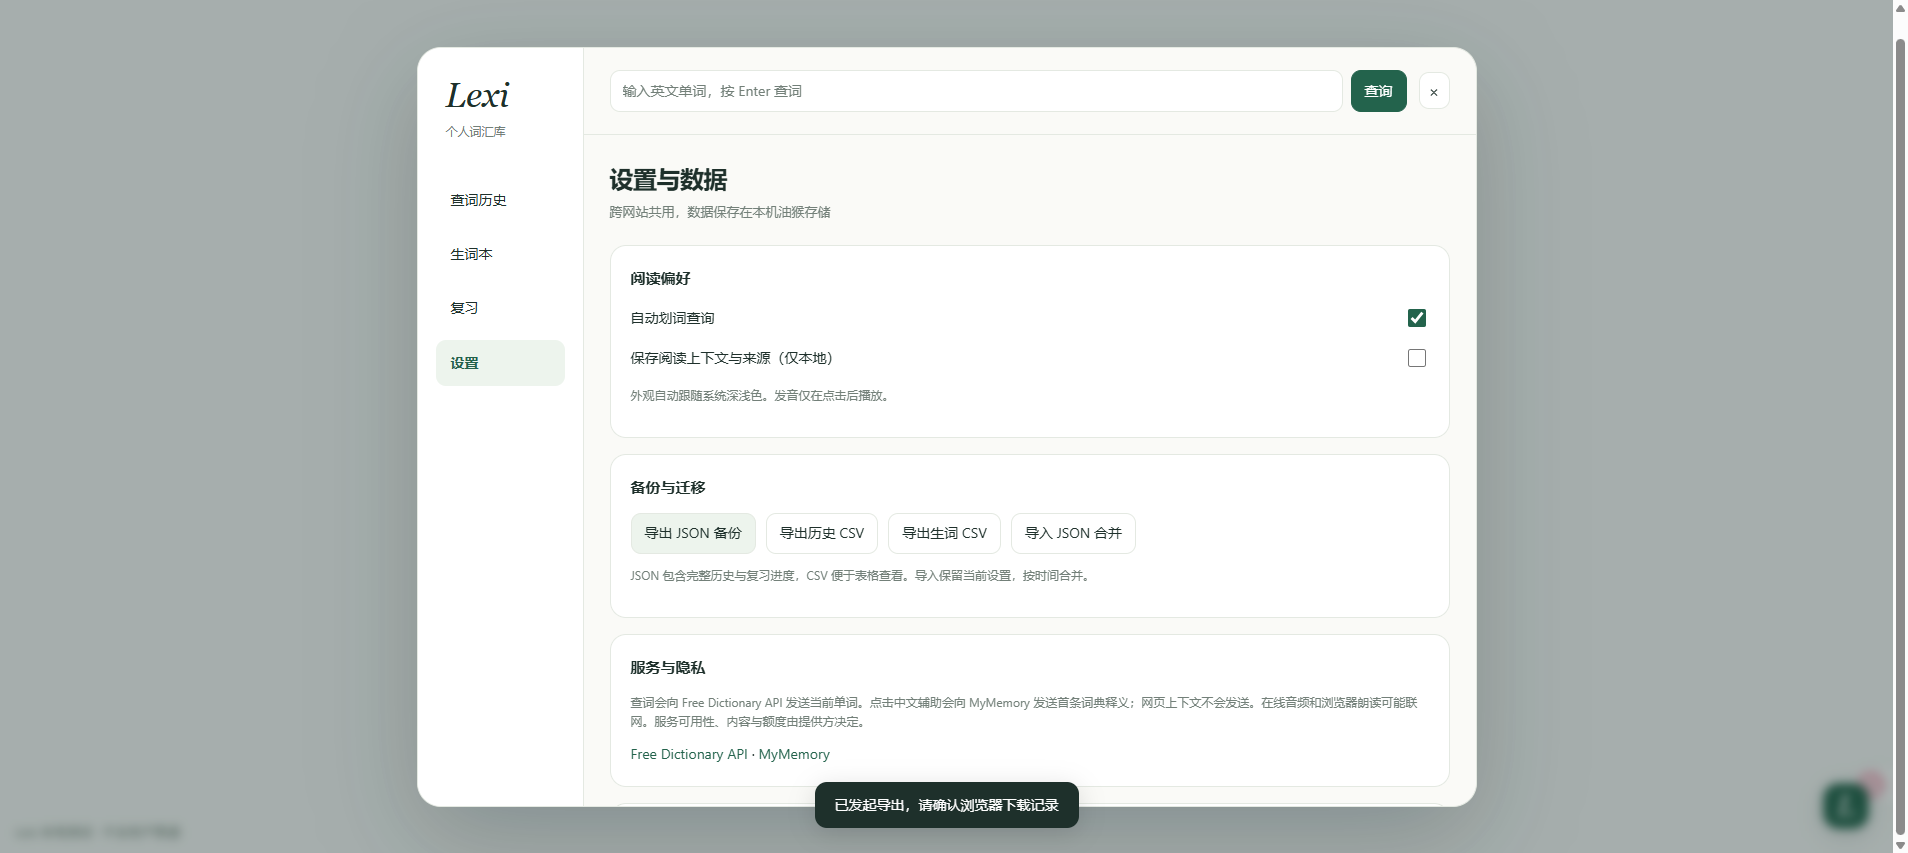 Lexi
个人词汇库
查词历史
生词本
复习
设置
输入英文单词，按 Enter 查词
查询
×
设置与数据
跨网站共用，数据保存在本机油猴存储
阅读偏好
自动划词查询
保存阅读上下文与来源（仅本地）
外观自动跟随系统深浅色。发音仅在点击后播放。
备份与迁移
导出 JSON 备份
导出历史 CSV
导出生词 CSV
导入 JSON 合并
JSON 包含完整历史与复习进度，CSV 便于表格查看。导入保留当前设置，按时间合并。
服务与隐私
查词会向 Free Dictionary API 发送当前单词。点击中文辅助会向 MyMemory 发送首条词典释义；网页上下文不会发送。在线音频和浏览器朗读可能联
网。服务可用性、内容与额度由提供方决定。
Free Dictionary API · MyMemory
已发起导出，请确认浏览器下载记录